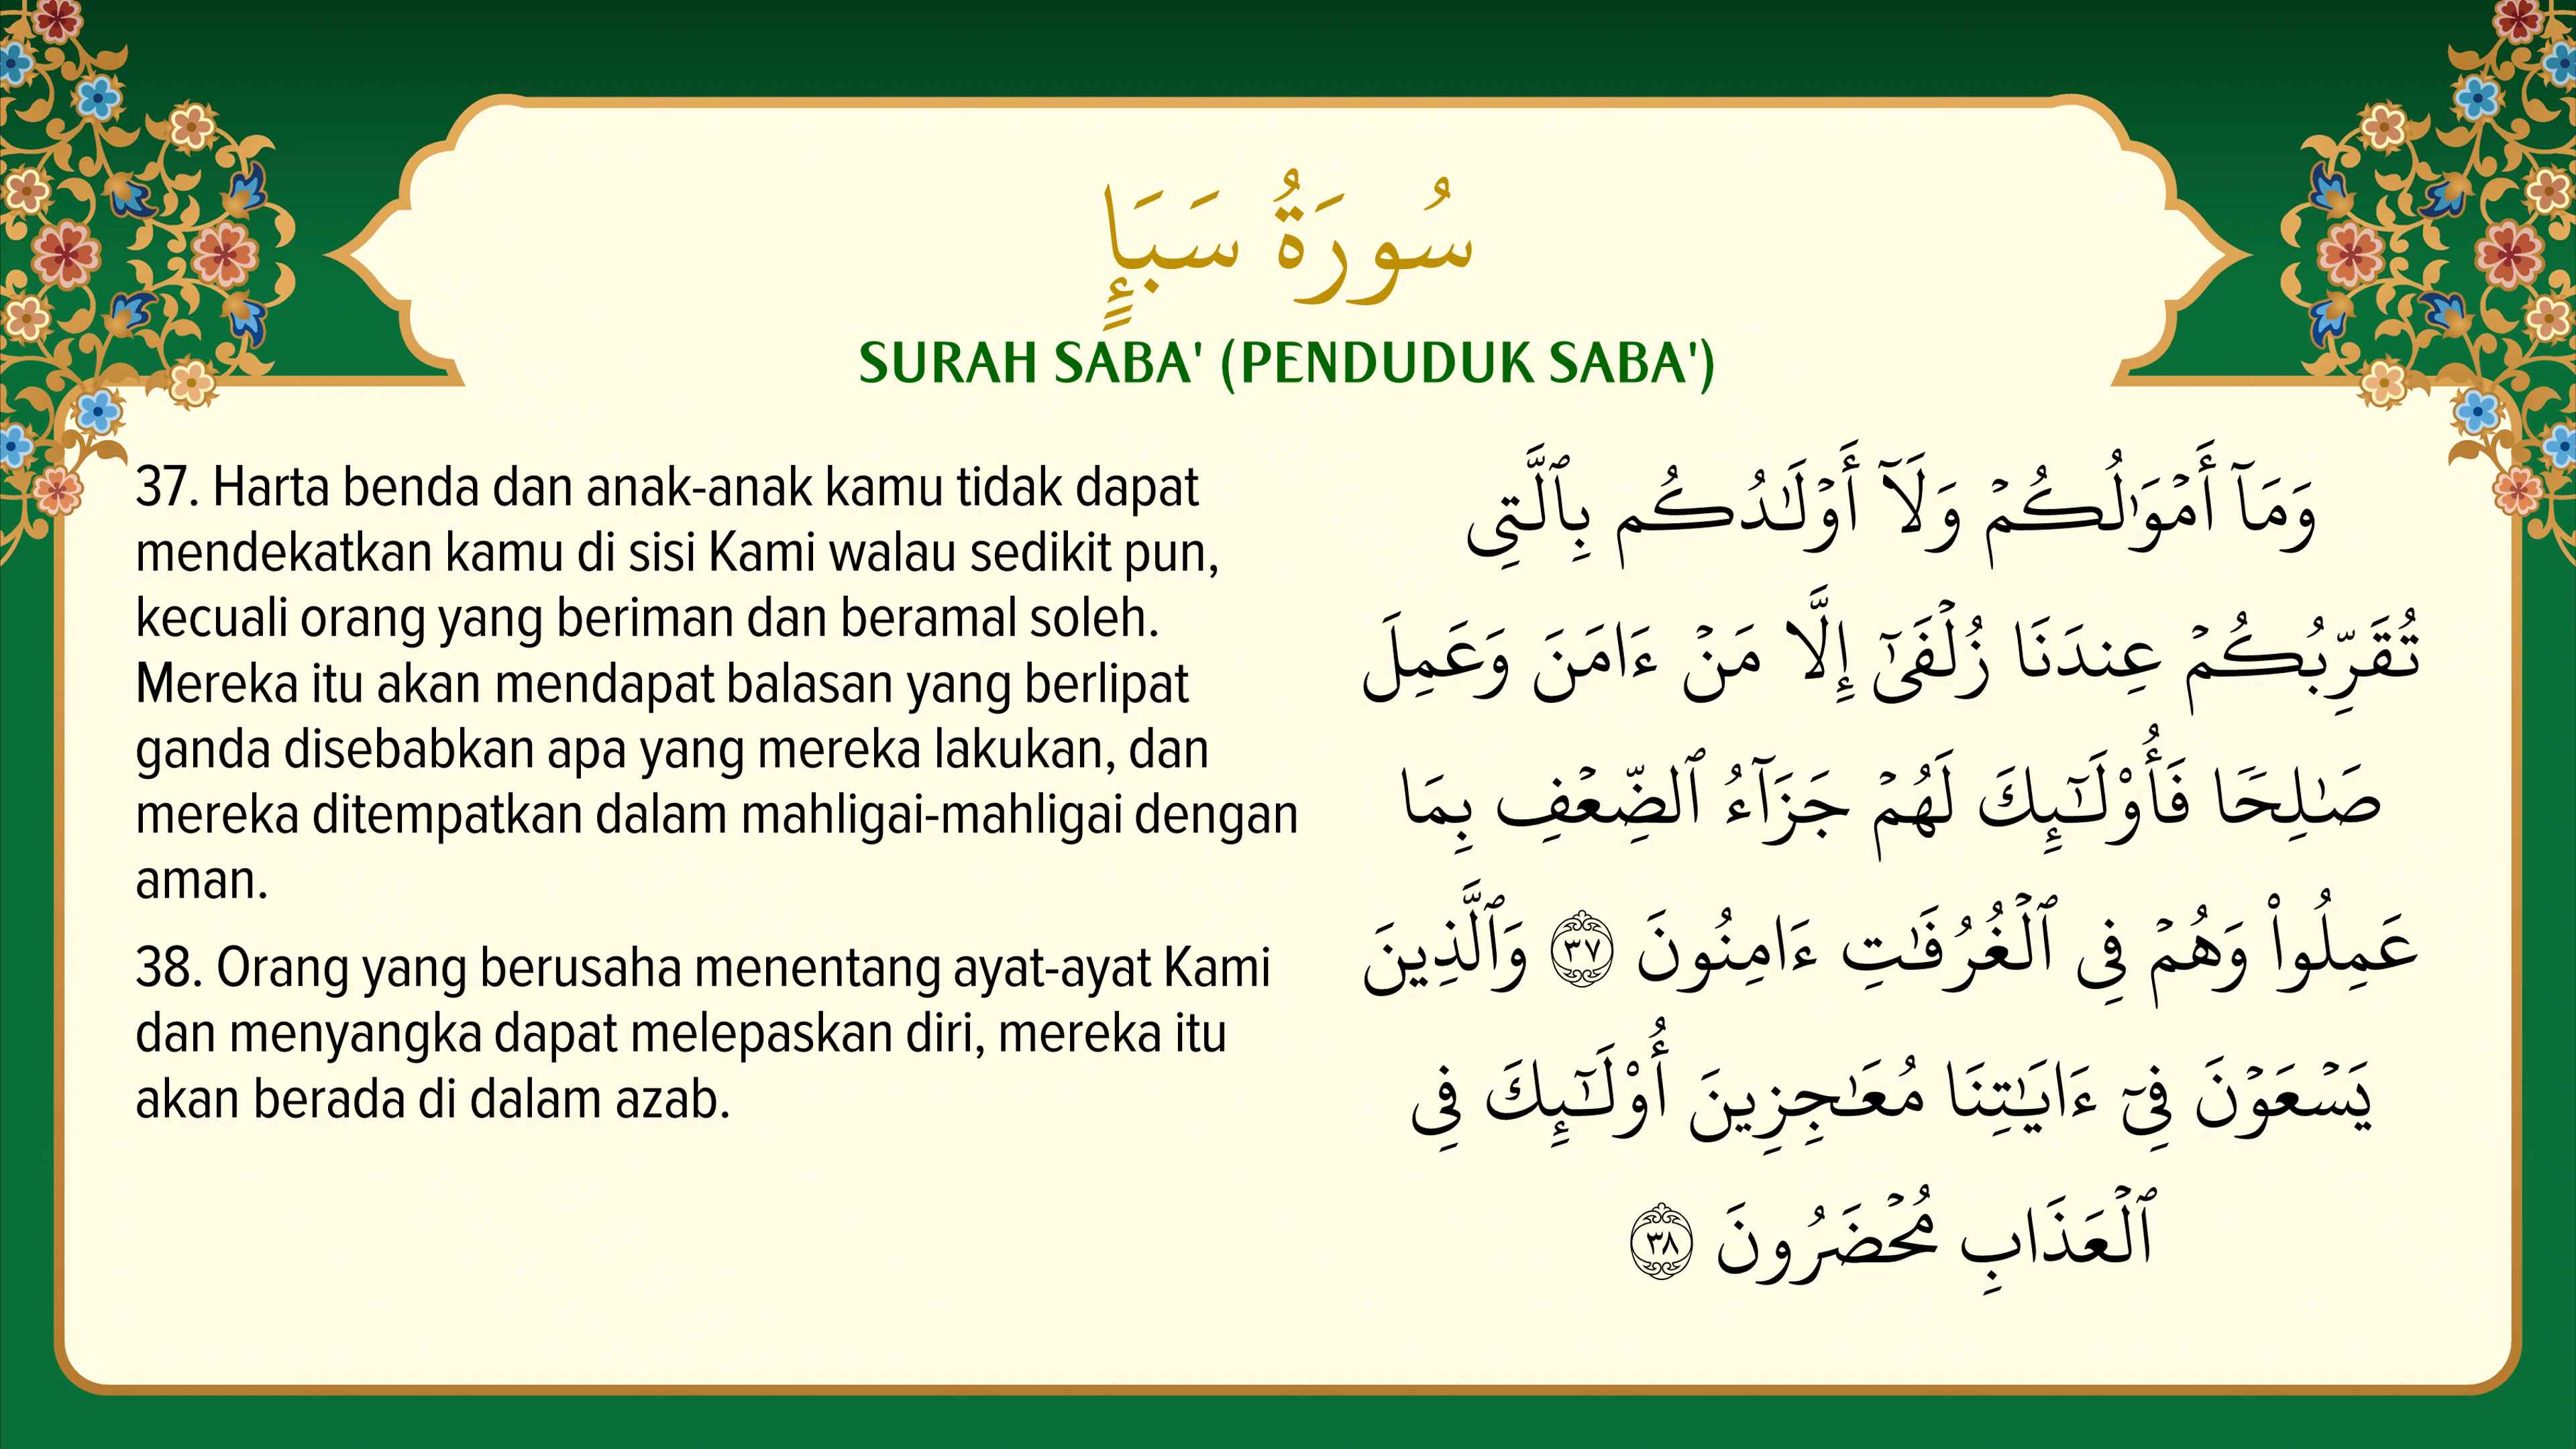 سُورَةُ سَبَإٍ
SURAH SABA' (PENDUDUK SABA')
37. Harta benda dan anak-anak kamu tidak dapat
mendekatkan kamu di sisi Kami walau sedikit pun,
kecuali orang yang beriman dan beramal soleh.
Mereka itu akan mendapat balasan yang berlipat
ganda disebabkan apa yang mereka lakukan, dan
mereka ditempatkan dalam mahligai-mahligai dengan
aman.
38. Orang yang berusaha menentang ayat-ayat Kami
dan menyangka dapat melepaskan diri, mereka itu
akan berada di dalam azab.
وَمَآ أَمۡوَٰلُكُمۡ وَلَآ أَوۡلَٰدُكُم بِٱلَّتِي
تُقَرِّبُكُمۡ عِندَنَا زُلۡفَىٰٓ إِلَّا مَنۡ ءَامَنَ وَعَمِلَ
صَٰلِحٗا فَأُوْلَٰٓئِكَ لَهُمۡ جَزَآءُ ٱلضِّعۡفِ بِمَا
عَمِلُواْ وَهُمۡ فِي ٱلۡغُرُفَٰتِ ءَامِنُونَ ٣٧ وَٱلَّذِينَ
يَسۡعَوۡنَ فِيٓ ءَايَٰتِنَا مُعَٰجِزِينَ أُوْلَٰٓئِكَ فِي
ٱلۡعَذَابِ مُحۡضَرُونَ ٣٨